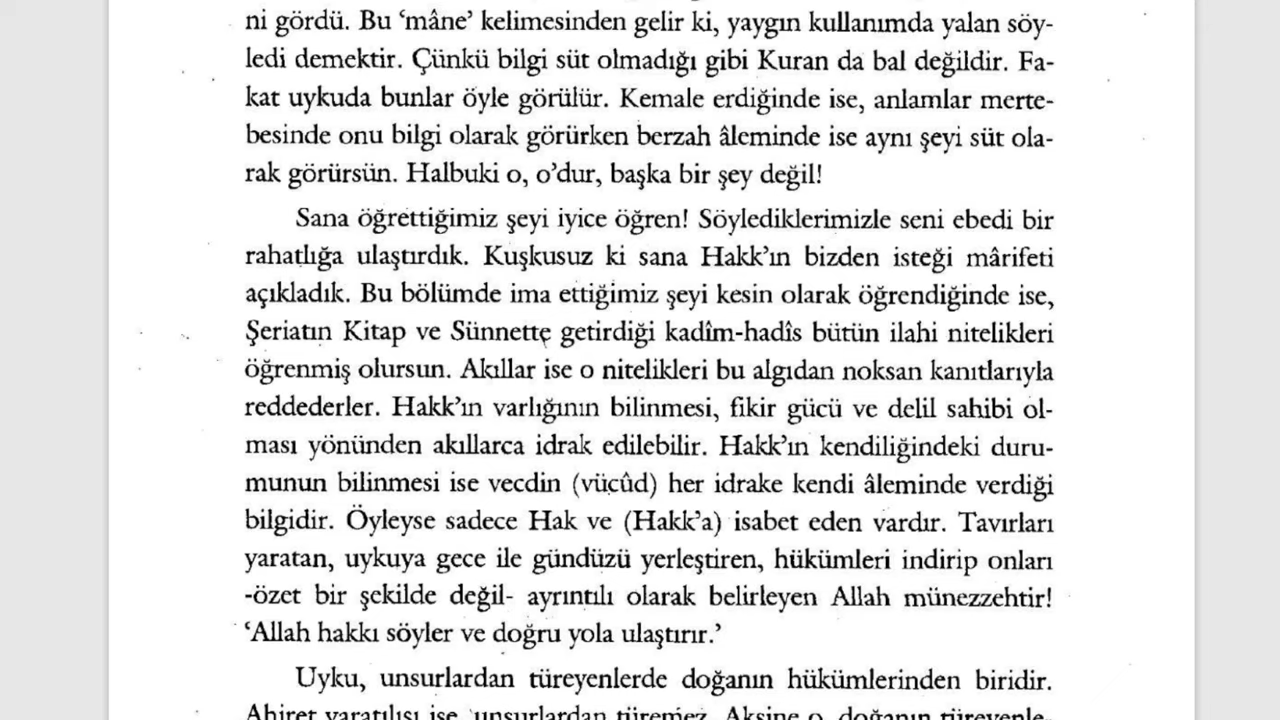 ni gördü. Bu ‘mâne’ kelimesinden gelir ki, yaygın kullanımda yalan söy-
ledi demektir. Çünkü bilgi süt olmadığı gibi Kuran da bal değildir. Fa-
kat uykuda bunlar öyle görülür. Kemale erdiğinde ise, anlamlar merte-
besinde onu bilgi olarak görürken berzah âleminde ise aynı şeyi süt ola-
rak görürsün. Halbuki o, o’dur, başka bir şey değil!
Sana öğrettiğimiz şeyi iyice öğren! Söylediklerimizle seni ebedi bir
rahatlığa ulaştırdık. Kuşkusuz ki sana Hakk’ın bizden isteği mârifeti
açıkladık. Bu bölümde ima ettiğimiz şeyi kesin olarak öğrendiğinde ise,
Şeriatın Kitap ve Sünnette getirdiği kadîm-hadîs bütün ilahi nitelikleri
öğrenmiş olursun. Akıllar ise o nitelikleri bu algıdan noksan kanıtlarıyla
reddederler. Hakk’ın varlığının bilinmesi, fikir gücü ve delil sahibi ol-
ması yönünden akıllarca idrak edilebilir. Hakk’ın kendiliğindeki duru-
munun bilinmesi ise vecdin (vücûd) her idrake kendi âleminde verdiği
bilgidir. Öyleyse sadece Hak ve (Hakk’a) isabet eden vardır. Tavırları
yaratan, uykuya gece ile gündüzü yerleştiren, hükümleri indirip onları
-özet bir şekilde değil- ayrıntılı olarak belirleyen Allah münezzehtir!
‘Allah hakkı söyler ve doğru yola ulaştırır.’
Uyku, unsurlardan türeyenlerde doğanın hükümlerinden biridir.
Ahiret yaratılışı ise, unsurlardan türemez. Aksine o, doğanın türeyenle-